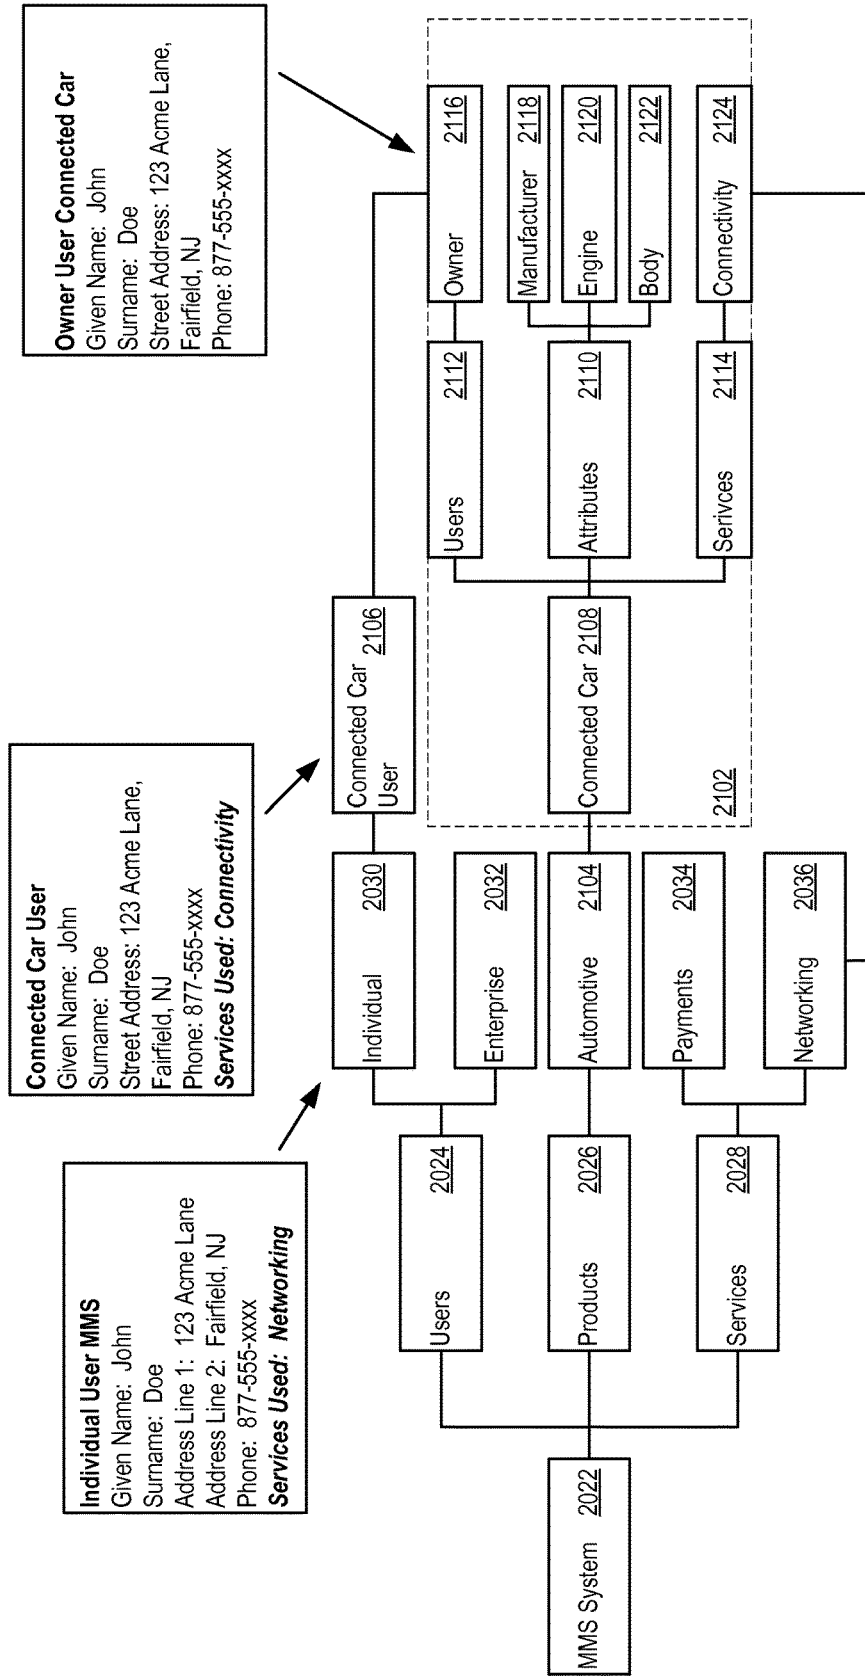 Individual User MMS
Given Name: John
Surname: Doe
Address Line 1: 123 Acme Lane
Address Line 2: Fairfield, NJ
Phone: 877-555-xxxx
Services Used: Networking
Connected Car User
Given Name: John
Surname: Doe
Street Address: 123 Acme Lane,
Fairfield, NJ
Phone: 877-555-xxxx
Services Used: Connectivity
Owner User Connected Car
Given Name: John
Surname: Doe
Street Address: 123 Acme Lane,
Fairfield, NJ
Phone: 877-555-xxxx
MMS System 2022
Users 2024
Products 2026
Services 2028
Individual 2030
Enterprise 2032
Automotive 2104
Payments 2034
Networking 2036
Connected Car
User 2106
Connected Car 2108
2102
Users 2112
Attributes 2110
Serivces 2114
Owner 2116
Manufacturer 2118
Engine 2120
Body 2122
Connectivity 2124